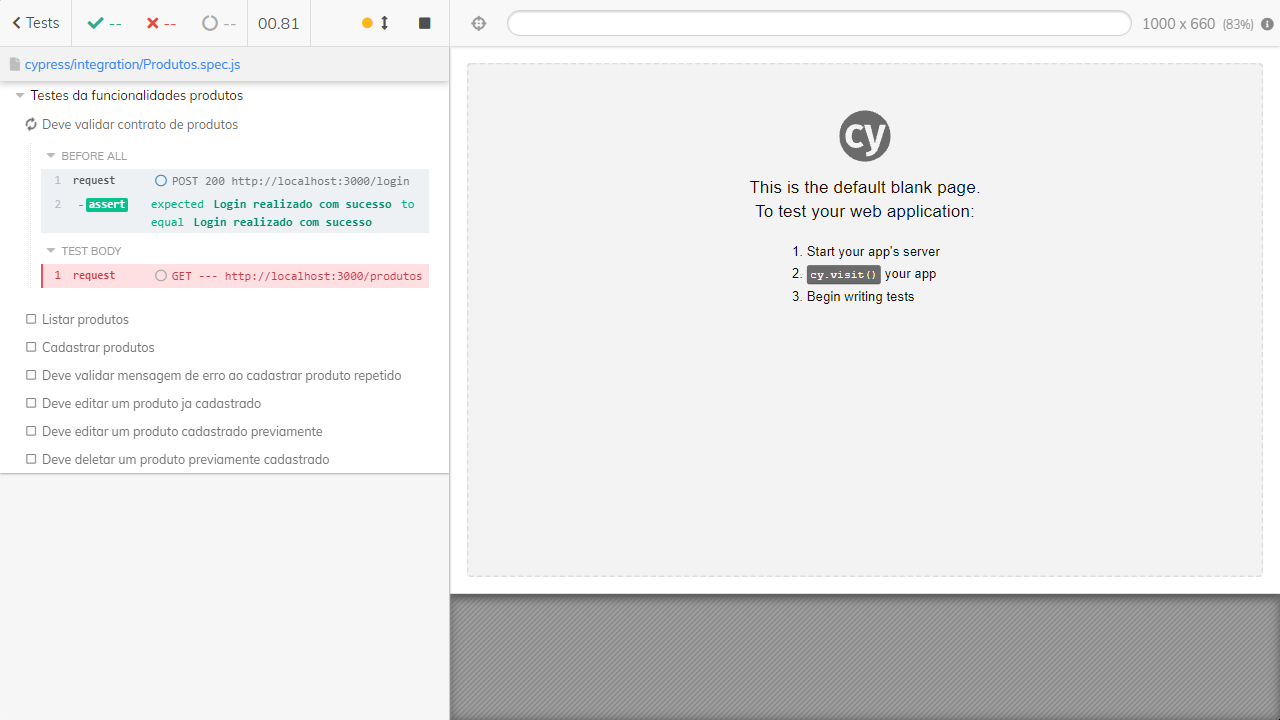 Tests -- -- -- 00.81 1000 x 660 (83%)
cypress/integration/Produtos.spec.js
Testes da funcionalidades produtos
Deve validar contrato de produtos
BEFORE ALL
1 request POST 200 http://localhost:3000/login
2 -assert expected Login realizado com sucesso to
equal Login realizado com sucesso
TEST BODY
1 request GET --- http://localhost:3000/produtos
Listar produtos
Cadastrar produtos
Deve validar mensagem de erro ao cadastrar produto repetido
Deve editar um produto ja cadastrado
Deve editar um produto cadastrado previamente
Deve deletar um produto previamente cadastrado
cy
This is the default blank page.
To test your web application:
1. Start your app's server
2. cy.visit() your app
3. Begin writing tests